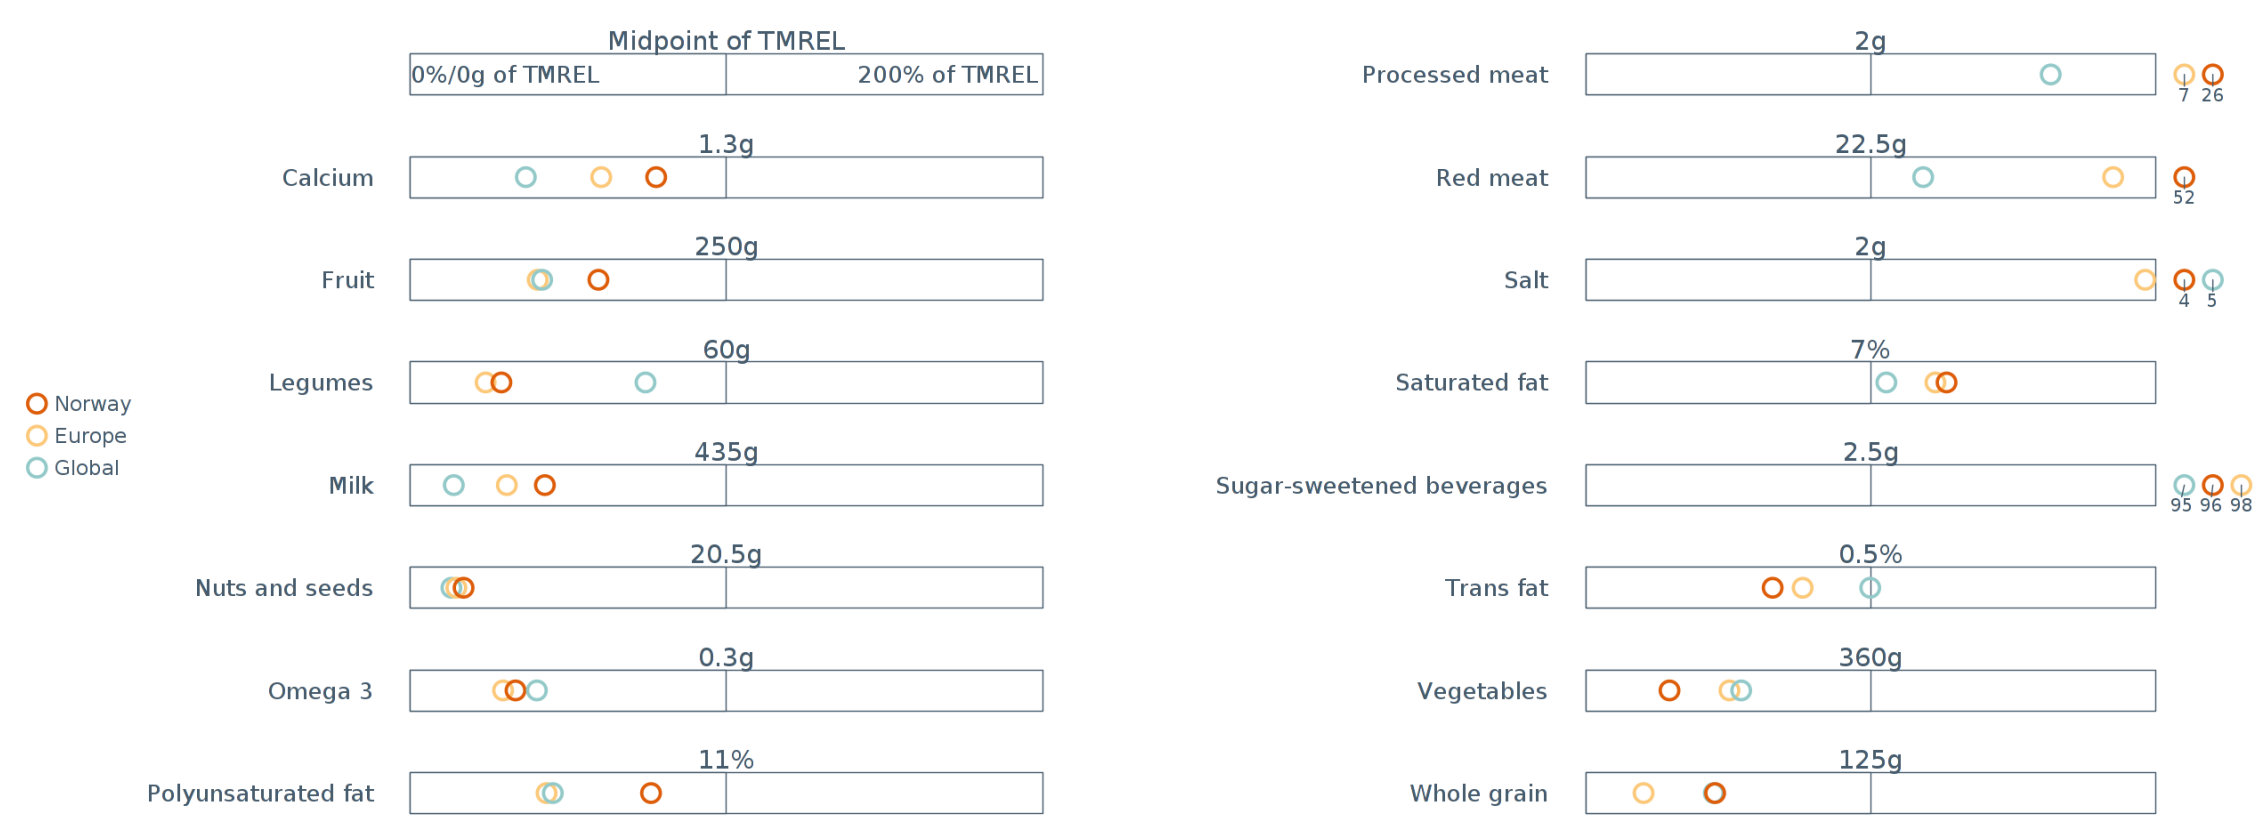 Midpoint of TMREL
0%/0g of TMREL
200% of TMREL
1.3g
Calcium
250g
Fruit
60g
Legumes
435g
Milk
20.5g
Nuts and seeds
0.3g
Omega 3
11%
Polyunsaturated fat
Norway
Europe
Global
2g
Processed meat
7 26
22.5g
Red meat
52
2g
Salt
4 5
7%
Saturated fat
2.5g
Sugar-sweetened beverages
95 96 98
0.5%
Trans fat
360g
Vegetables
125g
Whole grain